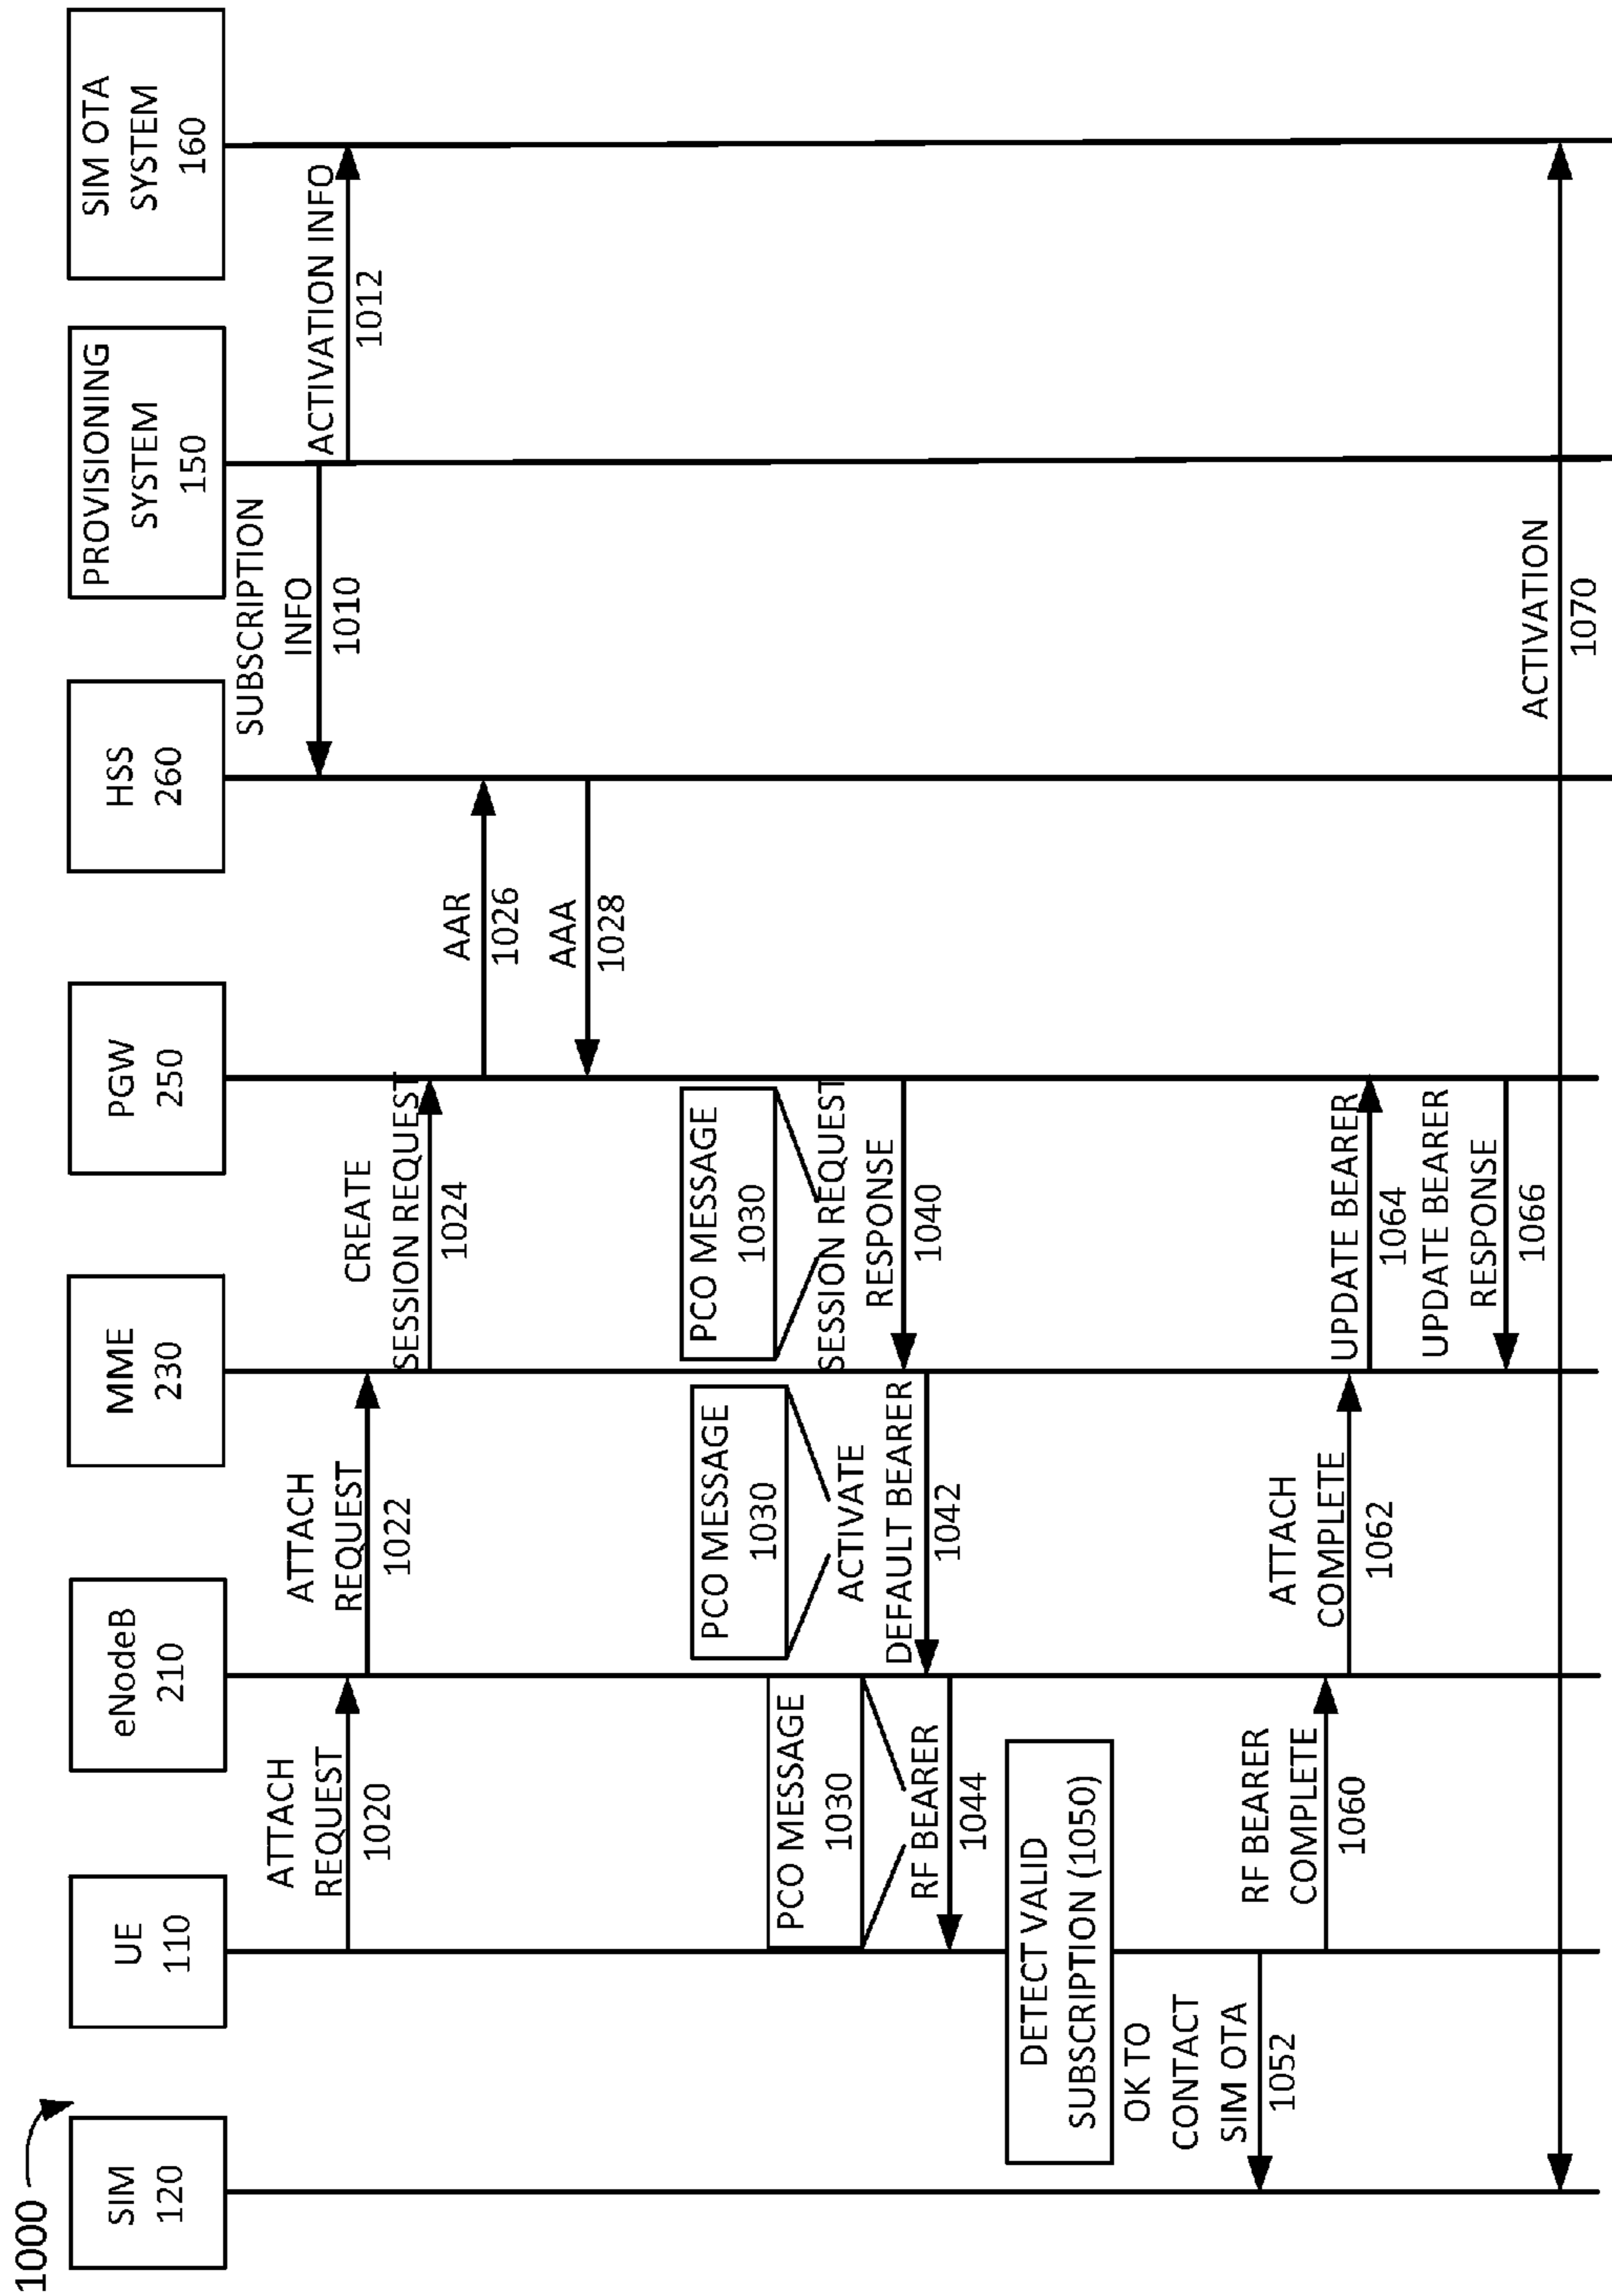 1000
SIM
120
UE
110
eNodeB
210
MME
230
PGW
250
HSS
260
PROVISIONING
SYSTEM
150
SIM OTA
SYSTEM
160
SUBSCRIPTION
INFO
1010
ACTIVATION INFO
1012
ATTACH
REQUEST
1020
ATTACH
REQUEST
1022
CREATE
SESSION REQUEST
1024
AAR
1026
AAA
1028
PCO MESSAGE
1030
SESSION REQUEST
RESPONSE
1040
PCO MESSAGE
1030
ACTIVATE
DEFAULT BEARER
1042
PCO MESSAGE
1030
RF BEARER
1044
DETECT VALID
SUBSCRIPTION (1050)
OK TO
CONTACT
SIM OTA
1052
RF BEARER
COMPLETE
1060
ATTACH
COMPLETE
1062
UPDATE BEARER
1064
UPDATE BEARER
RESPONSE
1066
ACTIVATION
1070